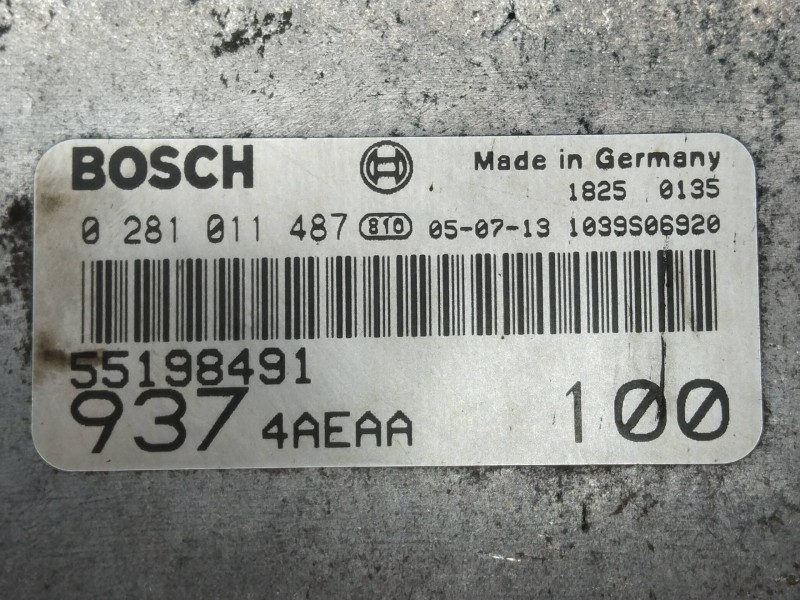 BOSCH Made in Germany
1825 0135
0 281 011 487 810 05-07-13 1039S06920
55198491
937 4AEAA 100